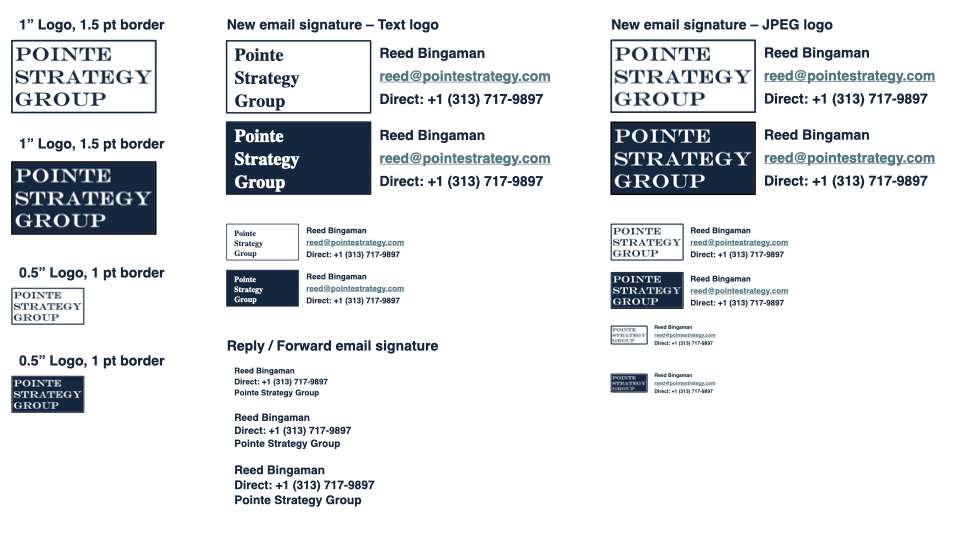 1” Logo, 1.5 pt border
POINTE
STRATEGY
GROUP
1” Logo, 1.5 pt border
POINTE
STRATEGY
GROUP
0.5” Logo, 1 pt border
POINTE
STRATEGY
GROUP
0.5” Logo, 1 pt border
POINTE
STRATEGY
GROUP
New email signature – Text logo
Pointe
Strategy
Group
Reed Bingaman
reed@pointestrategy.com
Direct: +1 (313) 717-9897
Pointe
Strategy
Group
Reed Bingaman
reed@pointestrategy.com
Direct: +1 (313) 717-9897
Pointe
Strategy
Group
Reed Bingaman
reed@pointestrategy.com
Direct: +1 (313) 717-9897
Pointe
Strategy
Group
Reed Bingaman
reed@pointestrategy.com
Direct: +1 (313) 717-9897
Reply / Forward email signature
Reed Bingaman
Direct: +1 (313) 717-9897
Pointe Strategy Group
Reed Bingaman
Direct: +1 (313) 717-9897
Pointe Strategy Group
Reed Bingaman
Direct: +1 (313) 717-9897
Pointe Strategy Group
New email signature – JPEG logo
POINTE
STRATEGY
GROUP
Reed Bingaman
reed@pointestrategy.com
Direct: +1 (313) 717-9897
POINTE
STRATEGY
GROUP
Reed Bingaman
reed@pointestrategy.com
Direct: +1 (313) 717-9897
POINTE
STRATEGY
GROUP
Reed Bingaman
reed@pointestrategy.com
Direct: +1 (313) 717-9897
POINTE
STRATEGY
GROUP
Reed Bingaman
reed@pointestrategy.com
Direct: +1 (313) 717-9897
POINTE
STRATEGY
GROUP
Reed Bingaman
reed@pointestrategy.com
Direct: +1 (313) 717-9897
POINTE
STRATEGY
GROUP
Reed Bingaman
reed@pointestrategy.com
Direct: +1 (313) 717-9897